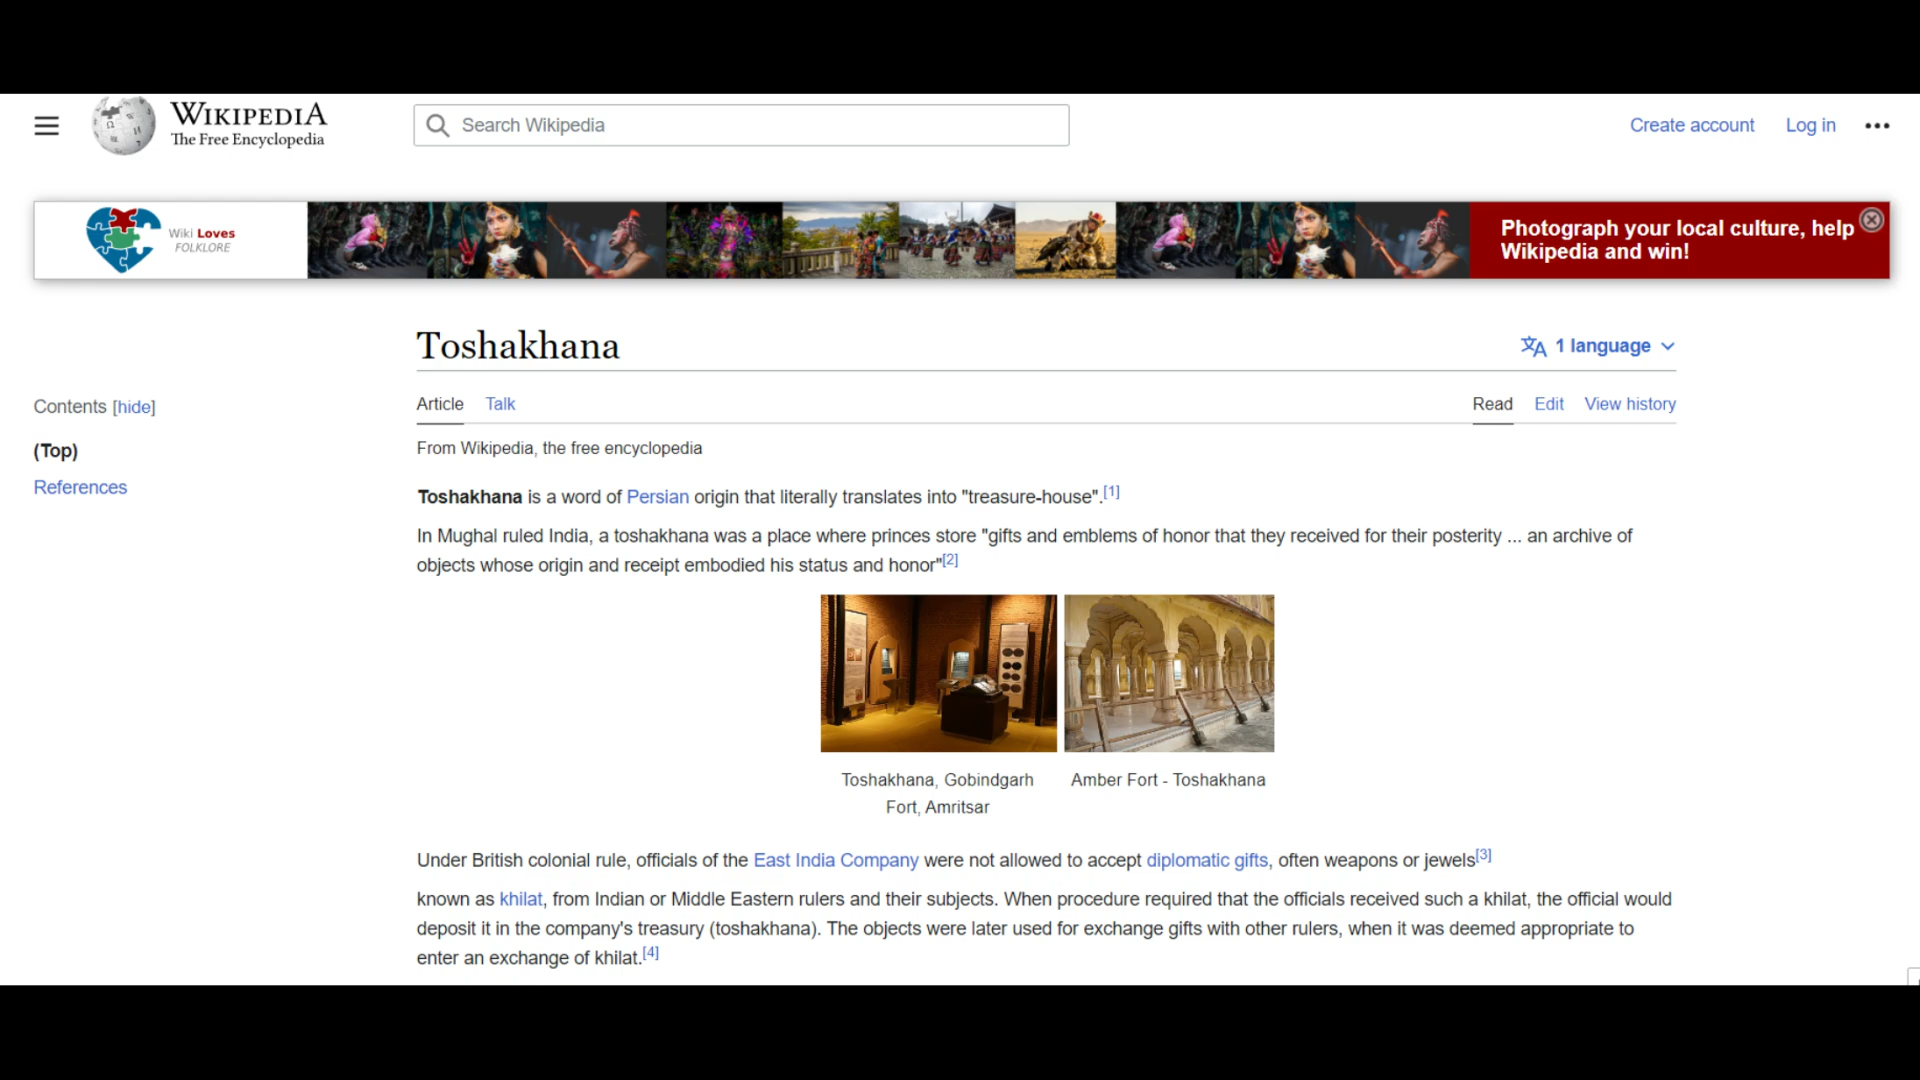 WIKIPEDIA
The Free Encyclopedia
Search Wikipedia
Create account
Log in
Wiki Loves
FOLKLORE
Photograph your local culture, help
Wikipedia and win!
Toshakhana
1 language
Contents [hide]
(Top)
References
Article
Talk
Read
Edit
View history
From Wikipedia, the free encyclopedia
Toshakhana is a word of Persian origin that literally translates into "treasure-house".[1]
In Mughal ruled India, a toshakhana was a place where princes store "gifts and emblems of honor that they received for their posterity ... an archive of
objects whose origin and receipt embodied his status and honor"[2]
Toshakhana, Gobindgarh
Fort, Amritsar
Amber Fort - Toshakhana
Under British colonial rule, officials of the East India Company were not allowed to accept diplomatic gifts, often weapons or jewels[3]
known as khilat, from Indian or Middle Eastern rulers and their subjects. When procedure required that the officials received such a khilat, the official would
deposit it in the company's treasury (toshakhana). The objects were later used for exchange gifts with other rulers, when it was deemed appropriate to
enter an exchange of khilat.[4]